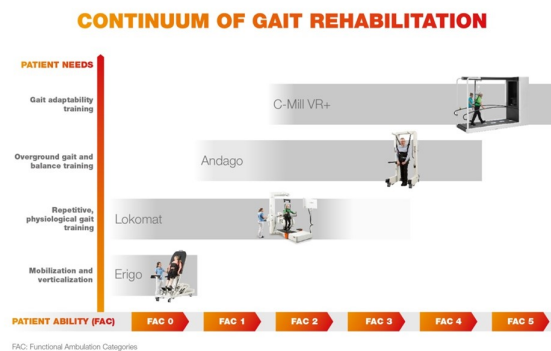 CONTINUUM OF GAIT REHABILITATION
PATIENT NEEDS
Gait adaptability
training
C-Mill VR+
Overground gait and
balance training
Andago
Repetitive,
physiological gait
training
Lokomat
Mobilization and
verticalization
Erigo
PATIENT ABILITY (FAC)
FAC 0
FAC 1
FAC 2
FAC 3
FAC 4
FAC 5
FAC: Functional Ambulation Categories